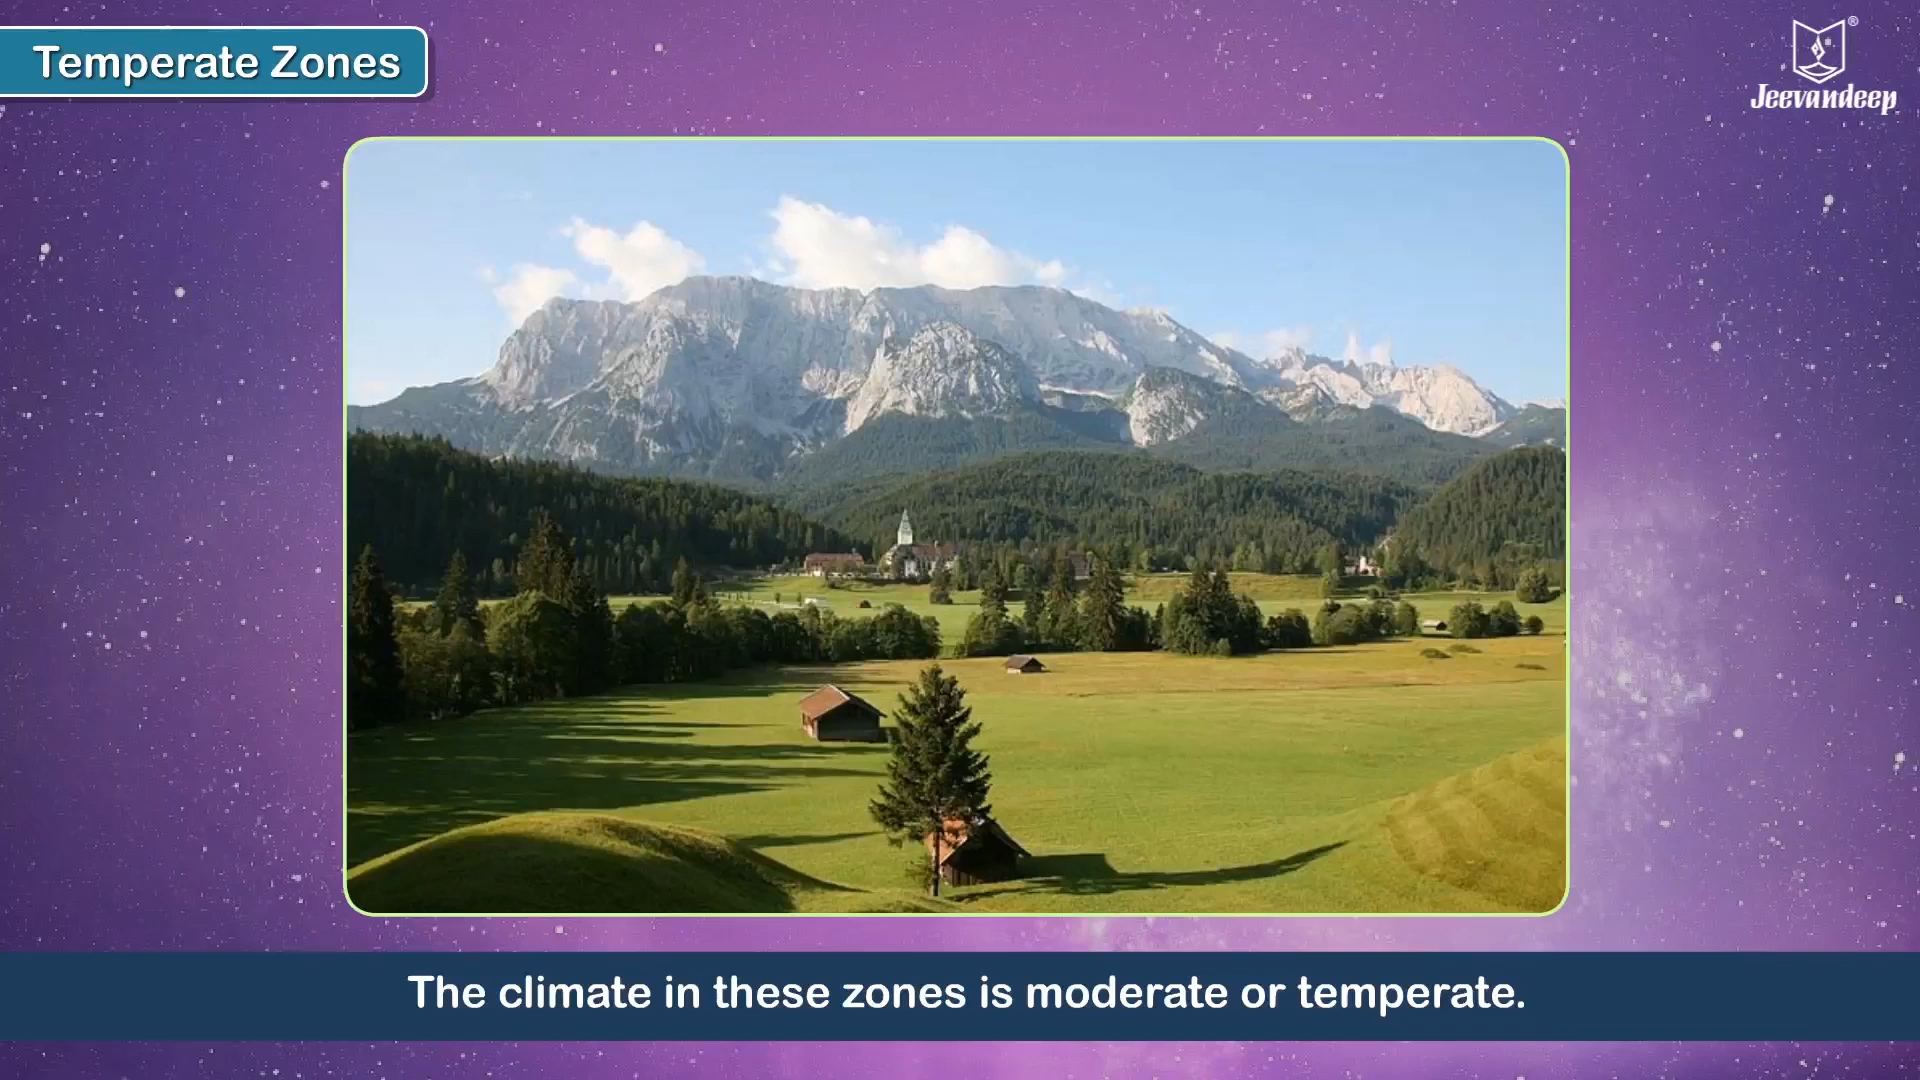 Temperate Zones
®
Jeevandeep
The climate in these zones is moderate or temperate.